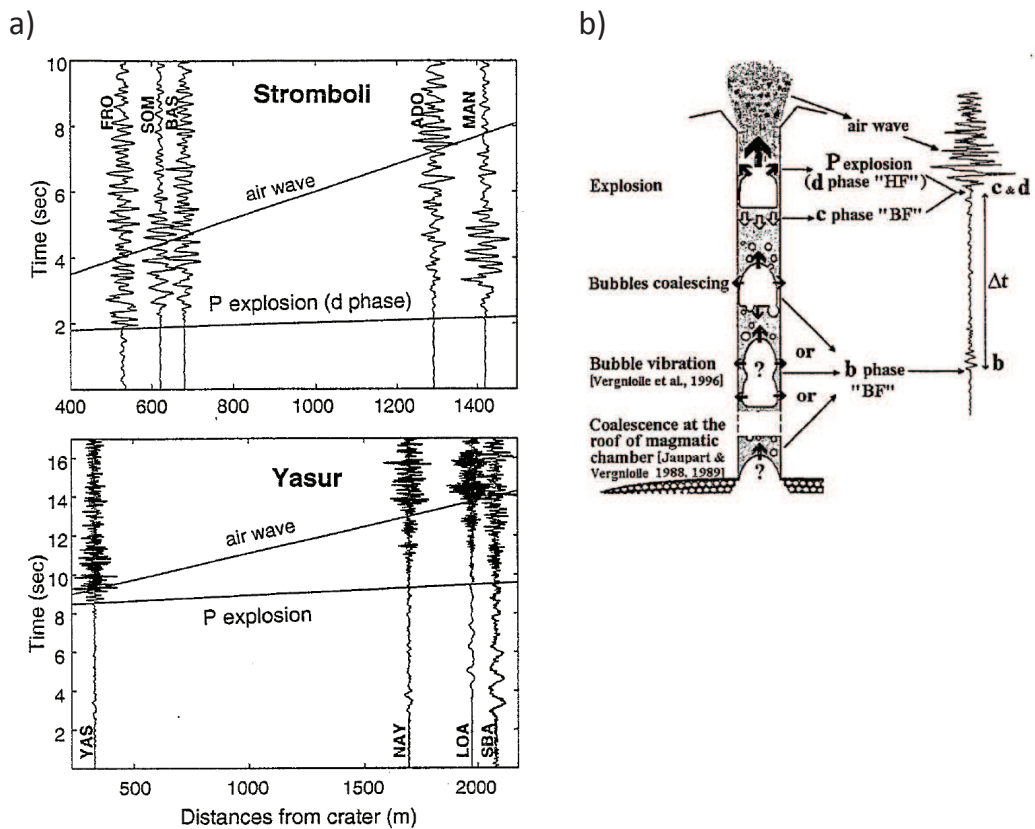 a)
Stromboli
FRO
SOM
BAS
ADO
MAN
air wave
P explosion (d phase)
Time (sec)
10
8
6
4
2
400
600
800
1000
1200
1400
Yasur
air wave
P explosion
YAS
NAY
LOA
SBA
Time (sec)
16
14
12
10
8
6
4
2
500
1000
1500
2000
Distances from crater (m)
b)
air wave
Explosion
P explosion
(d phase "HF")
c & d
c phase "BF"
Bubbles coalescing
Δt
Bubble vibration
[Vergniolle et al., 1996]
or
?
b phase
"BF"
b
or
Coalescence at the
roof of magmatic
chamber [Jaupart &
Vergniolle 1988, 1989]
?